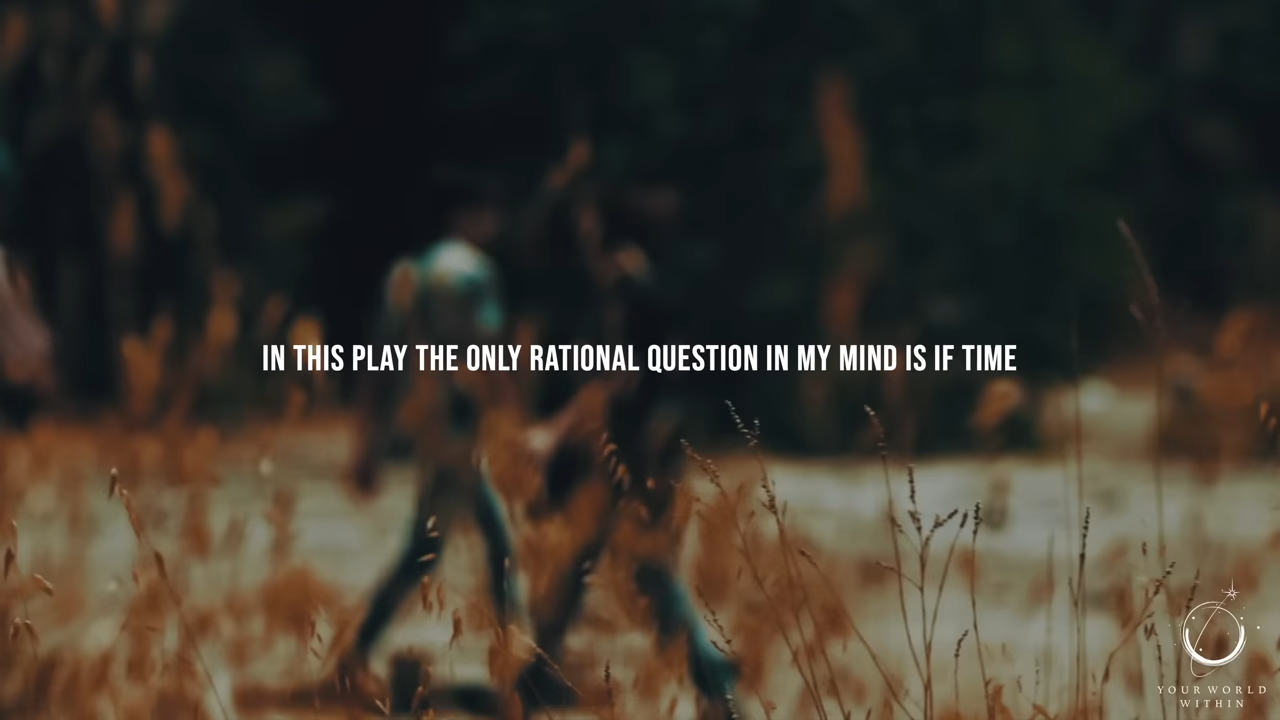 IN THIS PLAY THE ONLY RATIONAL QUESTION IN MY MIND IS IF TIME
YOUR WORLD
WITHIN